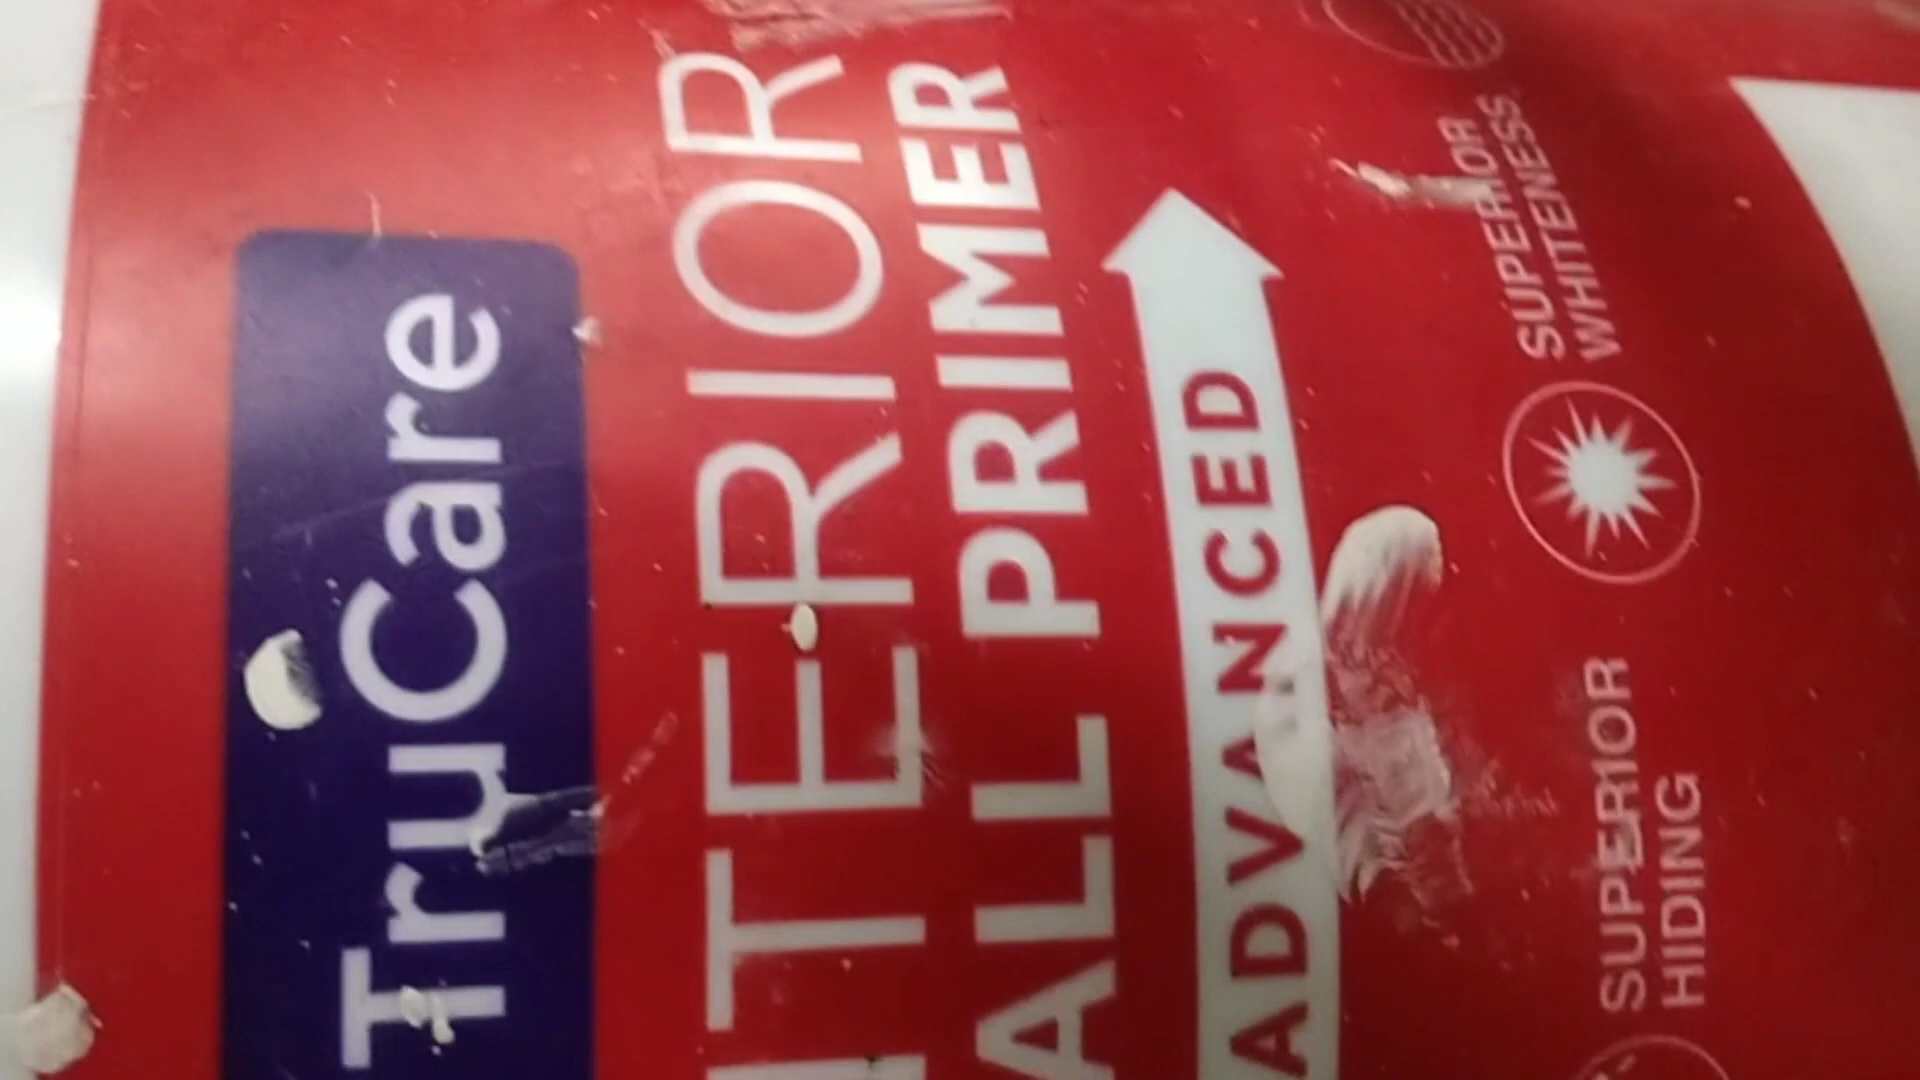 TruCare
TERIOR
ALL PRIMER
ADVANCED
SUPERIOR
HIDING
SUPERIOR
WHITENESS